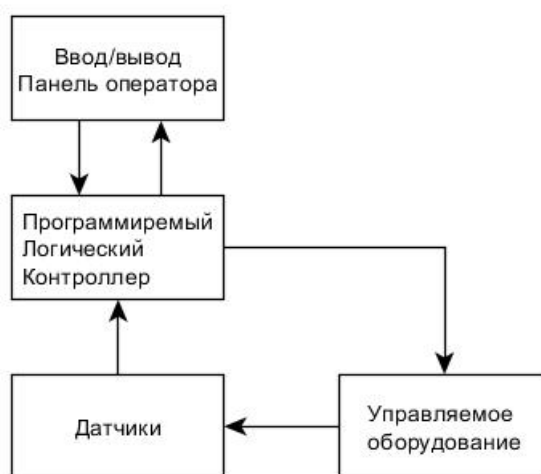 Ввод/вывод
Панель оператора
Программиремый
Логический
Контроллер
Датчики
Управляемое
оборудование